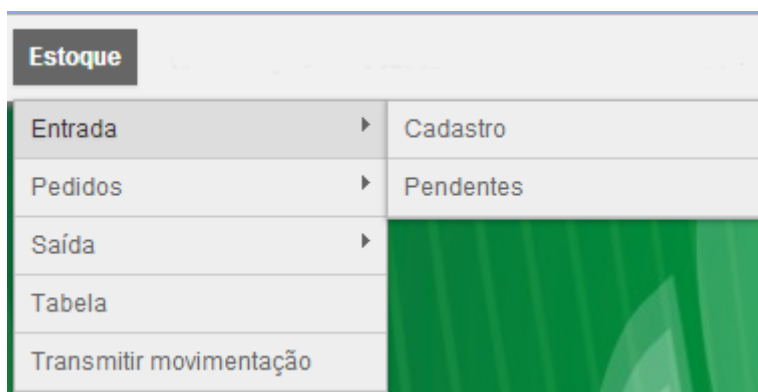 Estoque
Entrada
Cadastro
Pedidos
Pendentes
Saída
Tabela
Transmitir movimentação